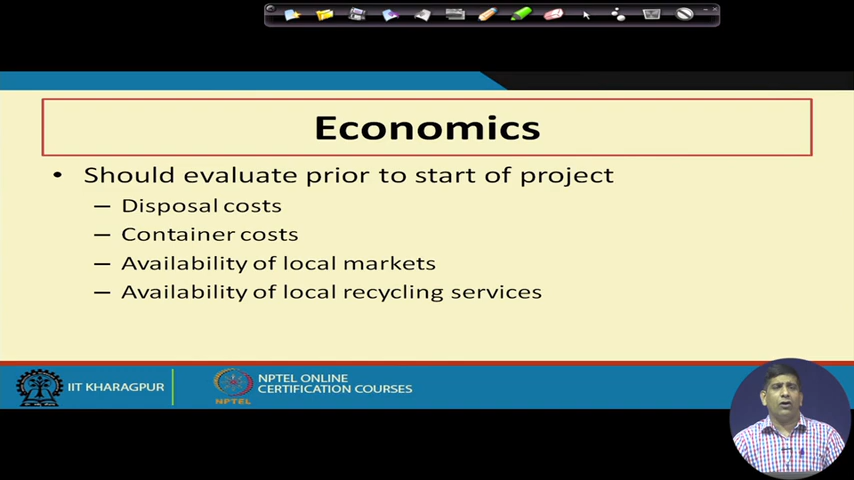 Economics
• Should evaluate prior to start of project
– Disposal costs
– Container costs
– Availability of local markets
– Availability of local recycling services
IIT KHARAGPUR
NPTEL
NPTEL ONLINE
CERTIFICATION COURSES